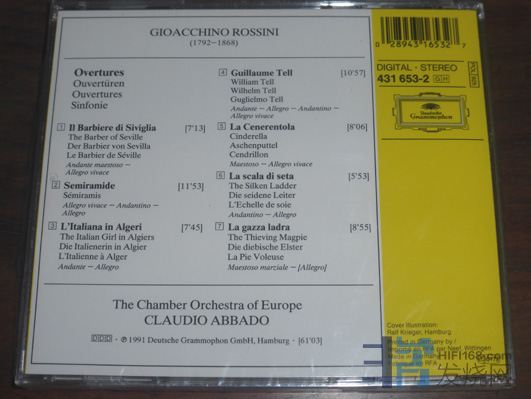 GIOACCHINO ROSSINI
(1792–1868)
Overtures
Ouvertüren
Ouvertures
Sinfonie
1 Il Barbiere di Siviglia [7'13]
The Barber of Seville
Der Barbier von Sevilla
Le Barbier de Séville
Andante maestoso – Allegro vivace
2 Semiramide [11'53]
Sémiramis
Allegro vivace – Andantino – Allegro
3 L'Italiana in Algeri [7'45]
The Italian Girl in Algiers
Die Italienerin in Algier
L'Italienne à Alger
Andante – Allegro
4 Guillaume Tell [10'57]
William Tell
Wilhelm Tell
Guglielmo Tell
Andante – Allegro – Andantino – Allegro vivace
5 La Cenerentola [8'06]
Cinderella
Aschenputtel
Cendrillon
Maestoso – Allegro vivace
6 La scala di seta [5'53]
The Silken Ladder
Die seidene Leiter
L'Echelle de soie
Andantino – Allegro
7 La gazza ladra [8'55]
The Thieving Magpie
Die diebische Elster
La Pie Voleuse
Maestoso marziale – [Allegro]
The Chamber Orchestra of Europe
CLAUDIO ABBADO
DDD · ℗ 1991 Deutsche Grammophon GmbH, Hamburg · [61'03]
0 28943 16532 7
DIGITAL · STEREO
431 653-2 GH
Deutsche
Grammophon
Cover Illustration:
Ralf Krieger, Hamburg
Printed in Germany by /
Imprimé en par Neef, Wittingen
Made in Germany
HIFI168.com
发烧网